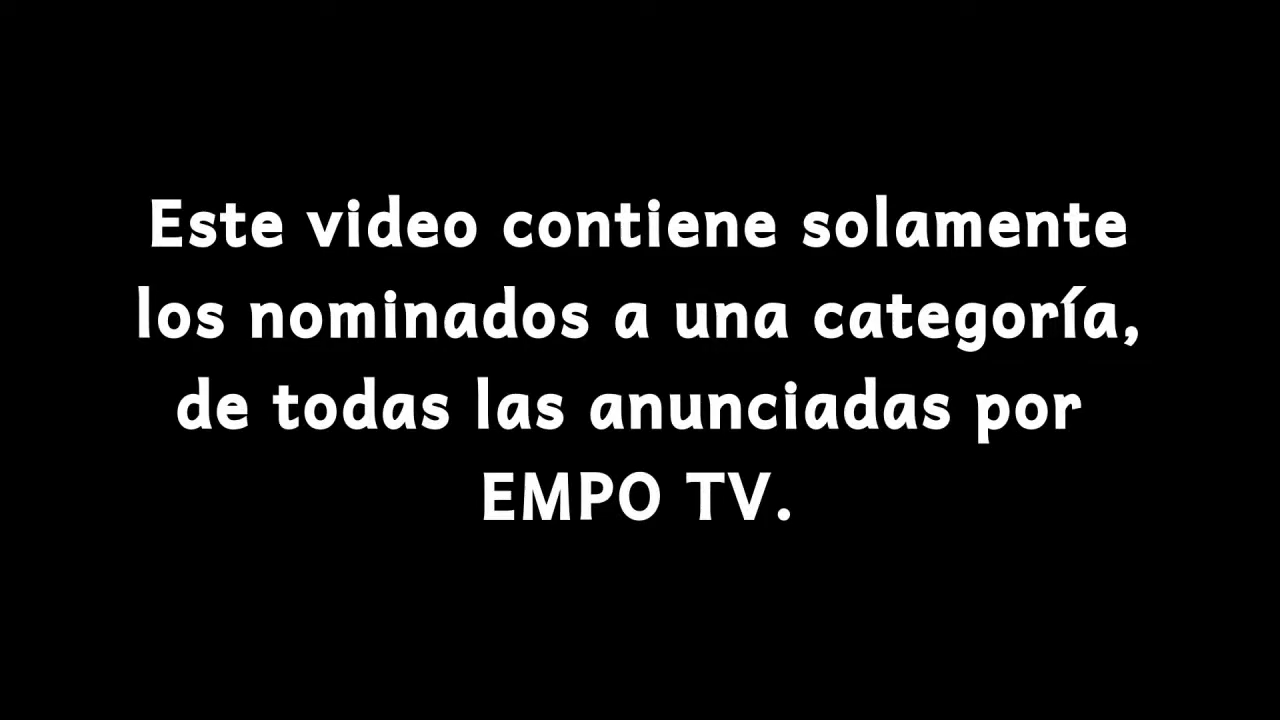 Este video contiene solamente
los nominados a una categoría,
de todas las anunciadas por
EMPO TV.